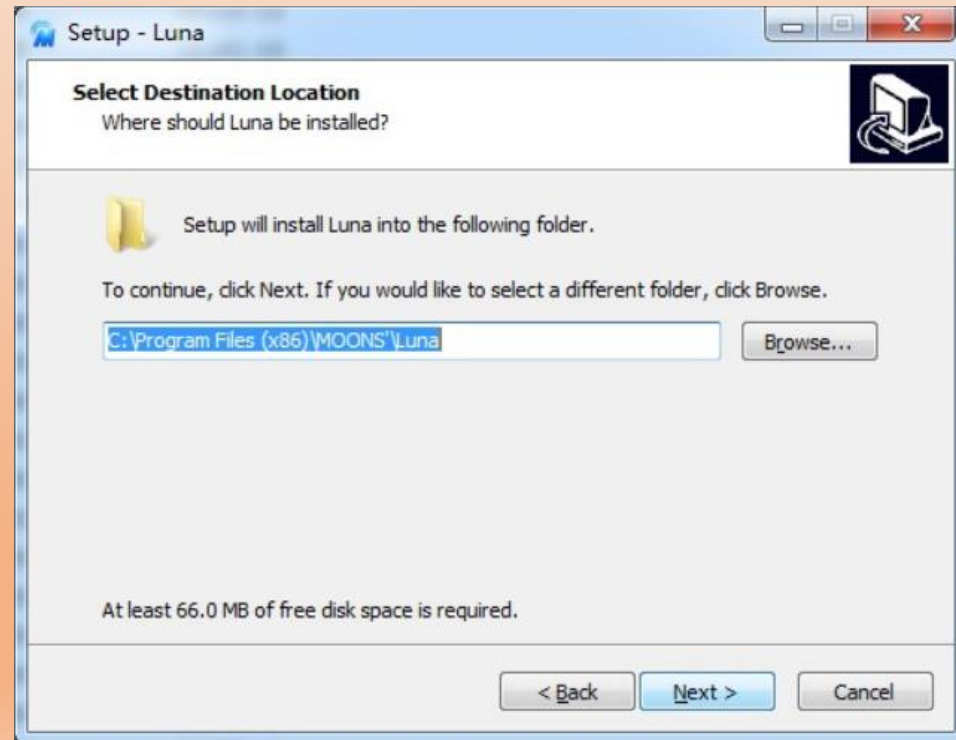 Setup - Luna
Select Destination Location
Where should Luna be installed?
Setup will install Luna into the following folder.
To continue, click Next. If you would like to select a different folder, click Browse.
C:\Program Files (x86)\MOONS'\Luna
Browse...
At least 66.0 MB of free disk space is required.
< Back
Next >
Cancel